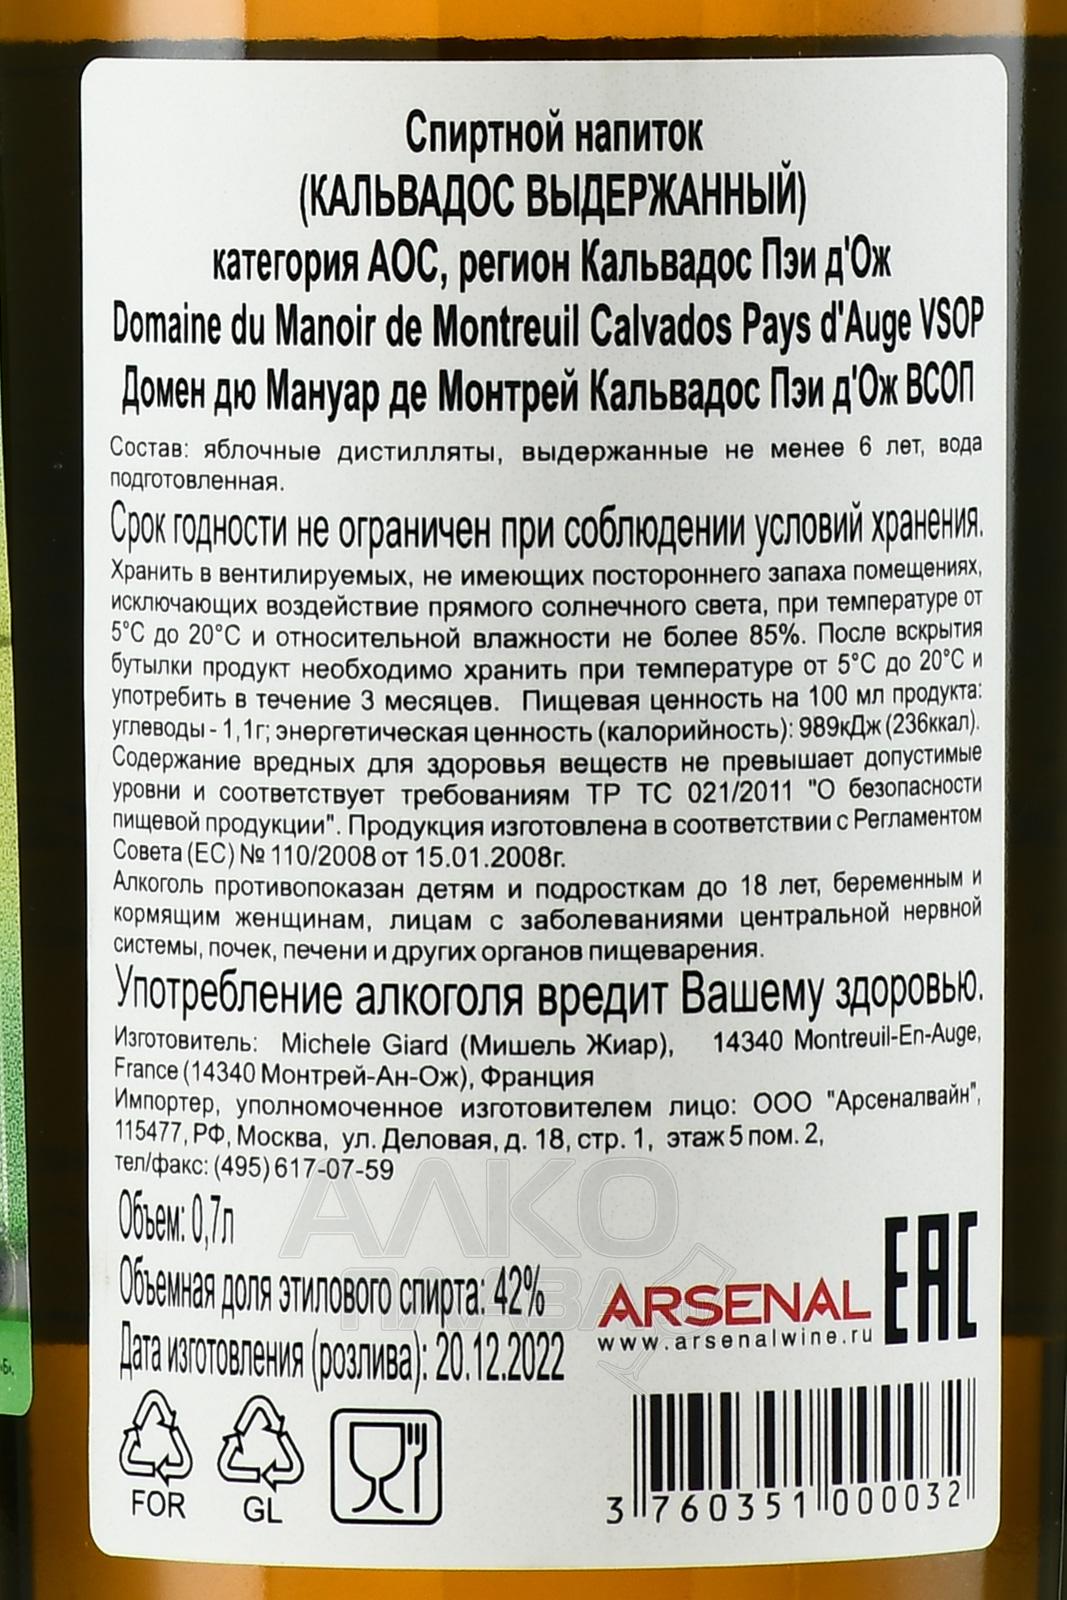 Спиртной напиток
(КАЛЬВАДОС ВЫДЕРЖАННЫЙ)
категория АОС, регион Кальвадос Пэи д'Ож
Domaine du Manoir de Montreuil Calvados Pays d'Auge VSOP
Домен дю Мануар де Монтрей Кальвадос Пэи д'Ож ВСОП
Состав: яблочные дистилляты, выдержанные не менее 6 лет, вода
подготовленная.
Срок годности не ограничен при соблюдении условий хранения.
Хранить в вентилируемых, не имеющих постороннего запаха помещениях,
исключающих воздействие прямого солнечного света, при температуре от
5°С до 20°С и относительной влажности не более 85%. После вскрытия
бутылки продукт необходимо хранить при температуре от 5°С до 20°С и
употребить в течение 3 месяцев. Пищевая ценность на 100 мл продукта:
углеводы - 1,1г; энергетическая ценность (калорийность): 989кДж (236ккал).
Содержание вредных для здоровья веществ не превышает допустимые
уровни и соответствует требованиям ТР ТС 021/2011 "О безопасности
пищевой продукции". Продукция изготовлена в соответствии с Регламентом
Совета (ЕС) № 110/2008 от 15.01.2008г.
Алкоголь противопоказан детям и подросткам до 18 лет, беременным и
кормящим женщинам, лицам с заболеваниями центральной нервной
системы, почек, печени и других органов пищеварения.
Употребление алкоголя вредит Вашему здоровью.
Изготовитель: Michele Giard (Мишель Жиар), 14340 Montreuil-En-Auge,
France (14340 Монтрей-Ан-Ож), Франция
Импортер, уполномоченное изготовителем лицо: ООО "Арсеналвайн",
115477, РФ, Москва, ул. Деловая, д. 18, стр. 1, этаж 5 пом. 2,
тел/факс: (495) 617-07-59
АЛКО
ПЛАЗА
Объем: 0,7л
Объемная доля этилового спирта: 42%
Дата изготовления (розлива): 20.12.2022
ARSENAL
www.arsenalwine.ru
EAC
FOR
GL
3 760351 000032